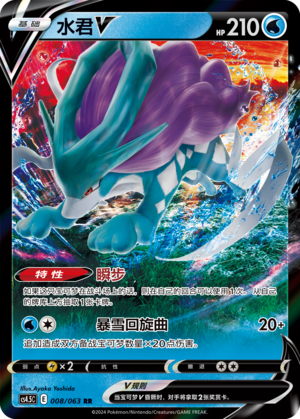 基础 水君V HP210
特性 瞬步
如果这只宝可梦在战斗场上的话，则在自己的回合可以使用1次。从自己的牌库上方抽取1张卡牌。
暴雪回旋曲 20+
追加造成双方备战宝可梦数量×20点伤害。
弱点 ×2 抵抗力 撤退
Illus.Ayaka Yoshida
CS4.5C E 008/063 RR
V规则
当宝可梦V昏厥时，对手将拿取2张奖赏卡。
©2024 Pokémon/Nintendo/Creatures/GAME FREAK.